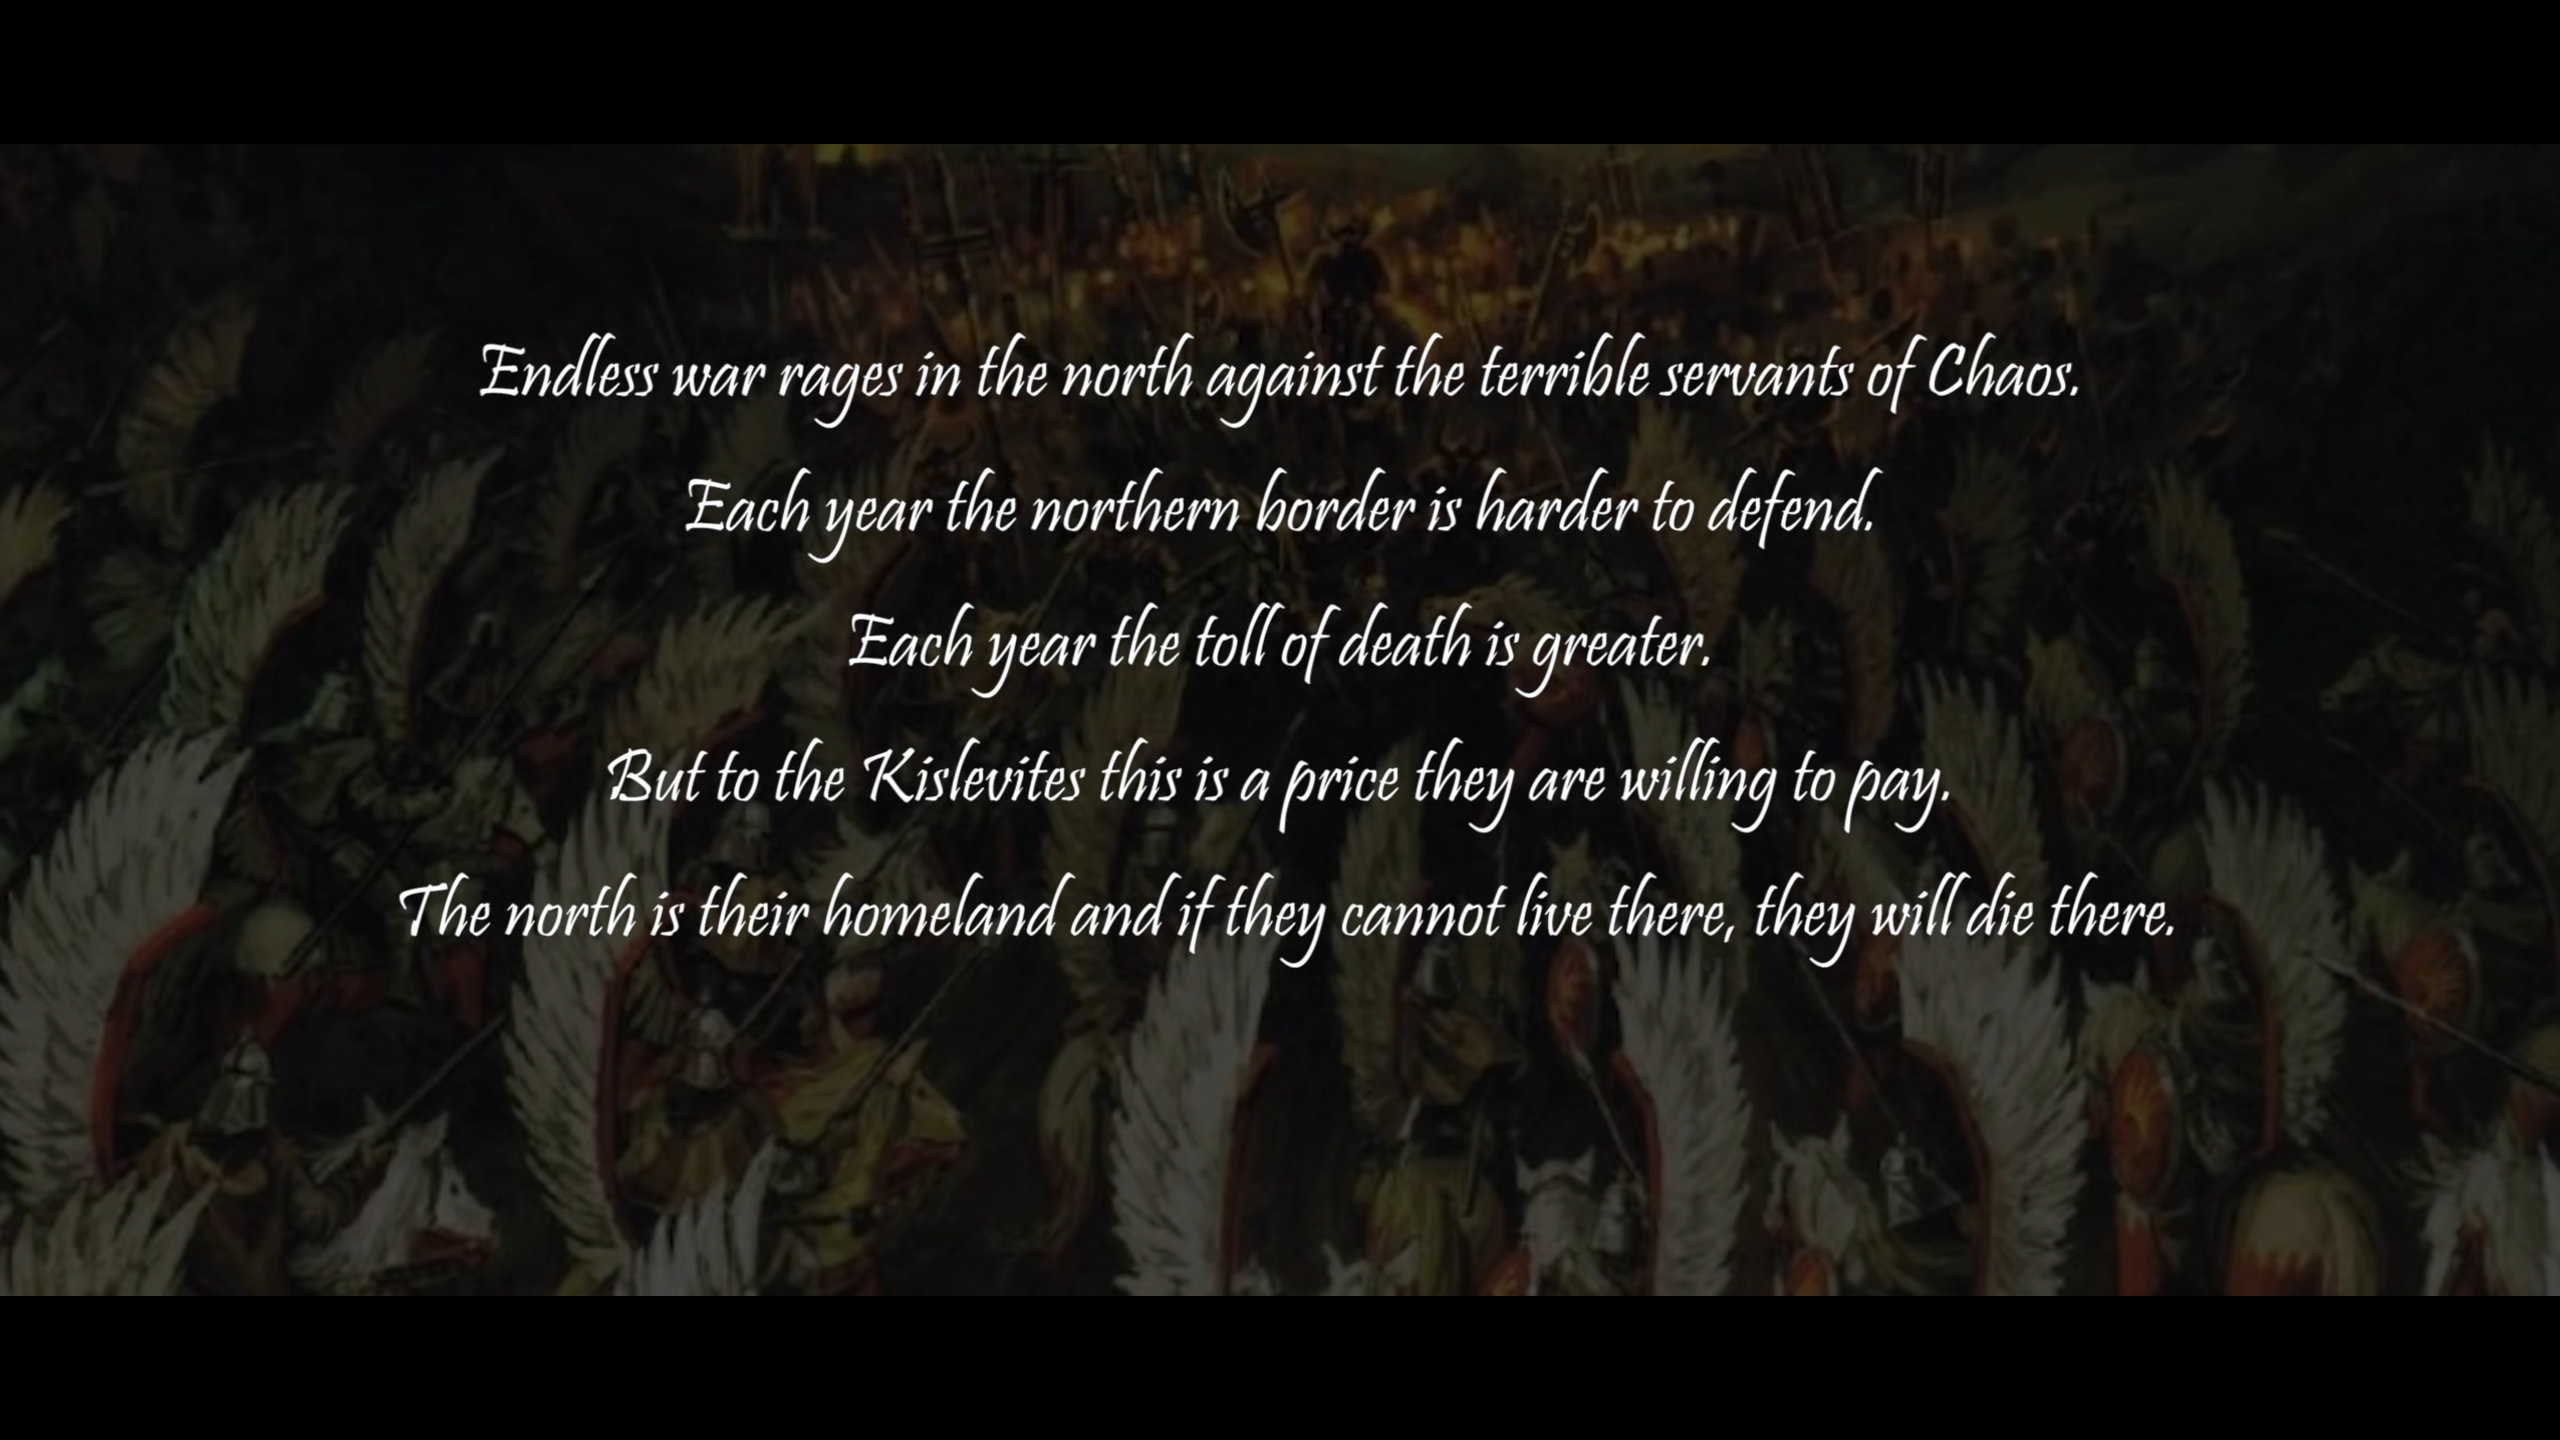 Endless war rages in the north against the terrible servants of Chaos.
Each year the northern border is harder to defend.
Each year the toll of death is greater.
But to the Kislevites this is a price they are willing to pay.
The north is their homeland and if they cannot live there, they will die there.